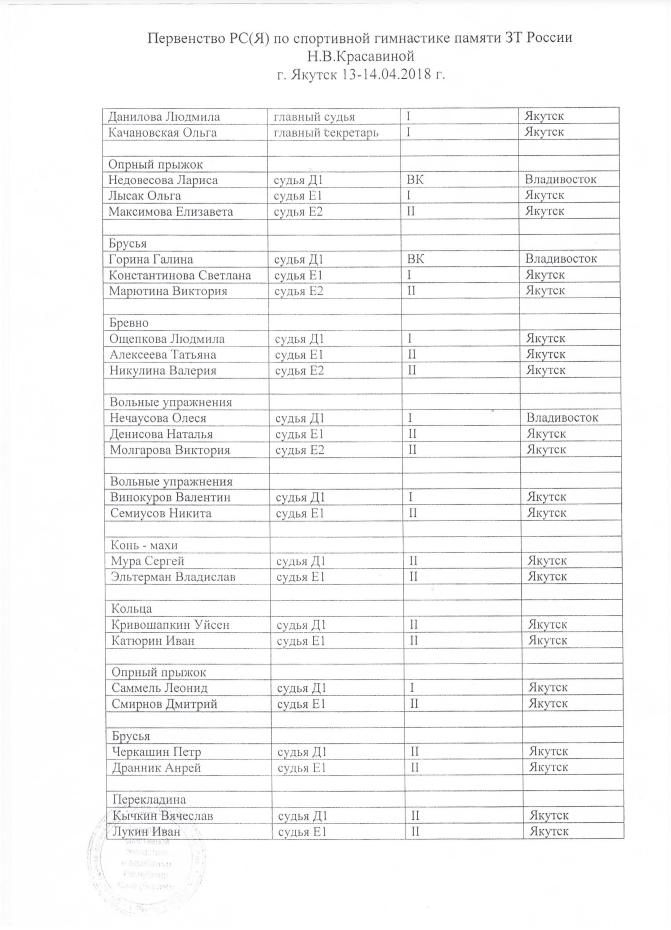 Первенство РС(Я) по спортивной гимнастике памяти ЗТ России
Н.В.Красавиной
г. Якутск 13-14.04.2018 г.
Данилова Людмила главный судья I Якутск
Качановская Ольга главный секретарь I Якутск
Опрный прыжок
Недовесова Лариса судья Д1 ВК Владивосток
Лысак Ольга судья Е1 I Якутск
Максимова Елизавета судья Е2 II Якутск
Брусья
Горина Галина судья Д1 ВК Владивосток
Константинова Светлана судья Е1 I Якутск
Марютина Виктория судья Е2 II Якутск
Бревно
Ощепкова Людмила судья Д1 I Якутск
Алексеева Татьяна судья Е1 II Якутск
Никулина Валерия судья Е2 II Якутск
Вольные упражнения
Нечаусова Олеся судья Д1 I Владивосток
Денисова Наталья судья Е1 II Якутск
Молгарова Виктория судья Е2 II Якутск
Вольные упражнения
Винокуров Валентин судья Д1 I Якутск
Семиусов Никита судья Е1 II Якутск
Конь - махи
Мура Сергей судья Д1 II Якутск
Эльтерман Владислав судья Е1 II Якутск
Кольца
Кривошапкин Уйсен судья Д1 II Якутск
Катюрин Иван судья Е1 II Якутск
Опрный прыжок
Саммель Леонид судья Д1 I Якутск
Смирнов Дмитрий судья Е1 II Якутск
Брусья
Черкашин Петр судья Д1 II Якутск
Дранник Анрей судья Е1 II Якутск
Перекладина
Кычкин Вячеслав судья Д1 II Якутск
Лукин Иван судья Е1 II Якутск